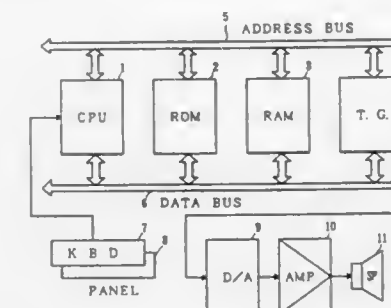 5 ADDRESS BUS
1 2 3
CPU ROM RAM T. G.
6 DATA BUS
7 8 9 10 11
K B D D/A AMP SP
PANEL